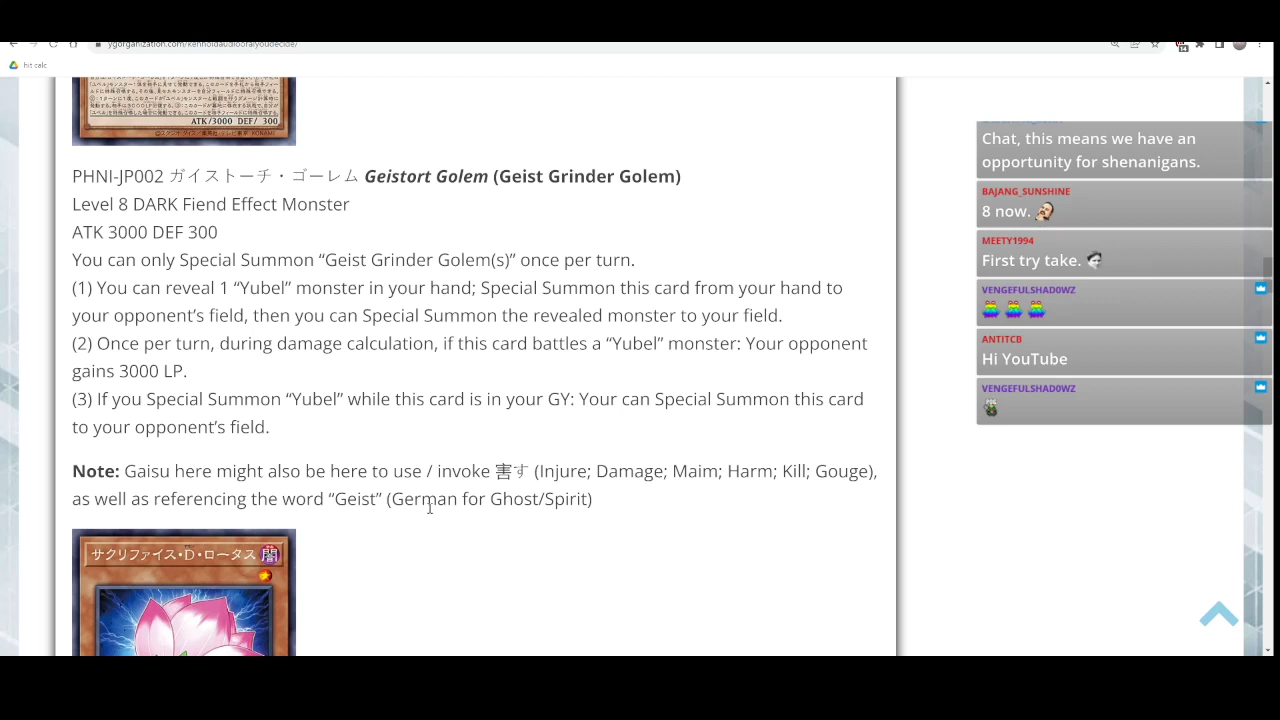 ygorganization.com/kenholdaudio3ralyoudecide/
hit calc
ATK/3000 DEF/ 300
PHNI-JP002 ガイストーチ・ゴーレム Geistort Golem (Geist Grinder Golem)
Level 8 DARK Fiend Effect Monster
ATK 3000 DEF 300
You can only Special Summon “Geist Grinder Golem(s)” once per turn.
(1) You can reveal 1 “Yubel” monster in your hand; Special Summon this card from your hand to
your opponent’s field, then you can Special Summon the revealed monster to your field.
(2) Once per turn, during damage calculation, if this card battles a “Yubel” monster: Your opponent
gains 3000 LP.
(3) If you Special Summon “Yubel” while this card is in your GY: Your can Special Summon this card
to your opponent’s field.
Note: Gaisu here might also be here to use / invoke 害す (Injure; Damage; Maim; Harm; Kill; Gouge),
as well as referencing the word “Geist” (German for Ghost/Spirit)
サクリファイス・D・ロータス 闇
Chat, this means we have an
opportunity for shenanigans.
BAJANG_SUNSHINE
8 now.
MEETY1994
First try take.
VENGEFULSHAD0WZ
ANTITCB
Hi YouTube
VENGEFULSHAD0WZ